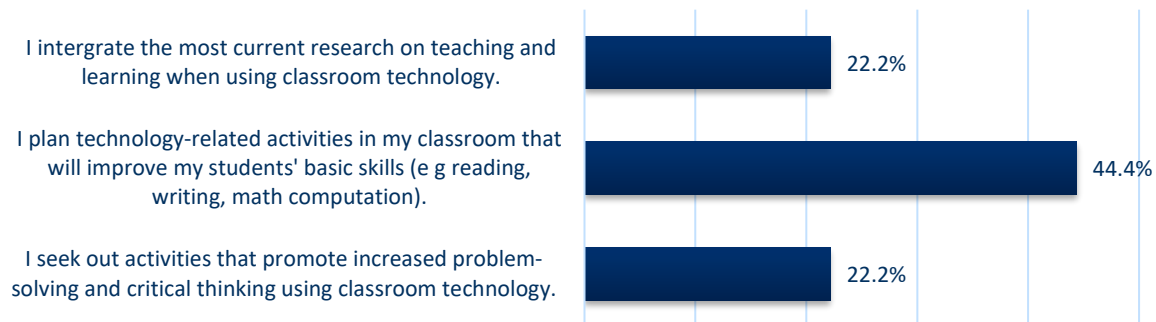 I intergrate the most current research on teaching and
learning when using classroom technology.
22.2%
I plan technology-related activities in my classroom that
will improve my students' basic skills (e g reading,
writing, math computation).
44.4%
I seek out activities that promote increased problem-
solving and critical thinking using classroom technology.
22.2%